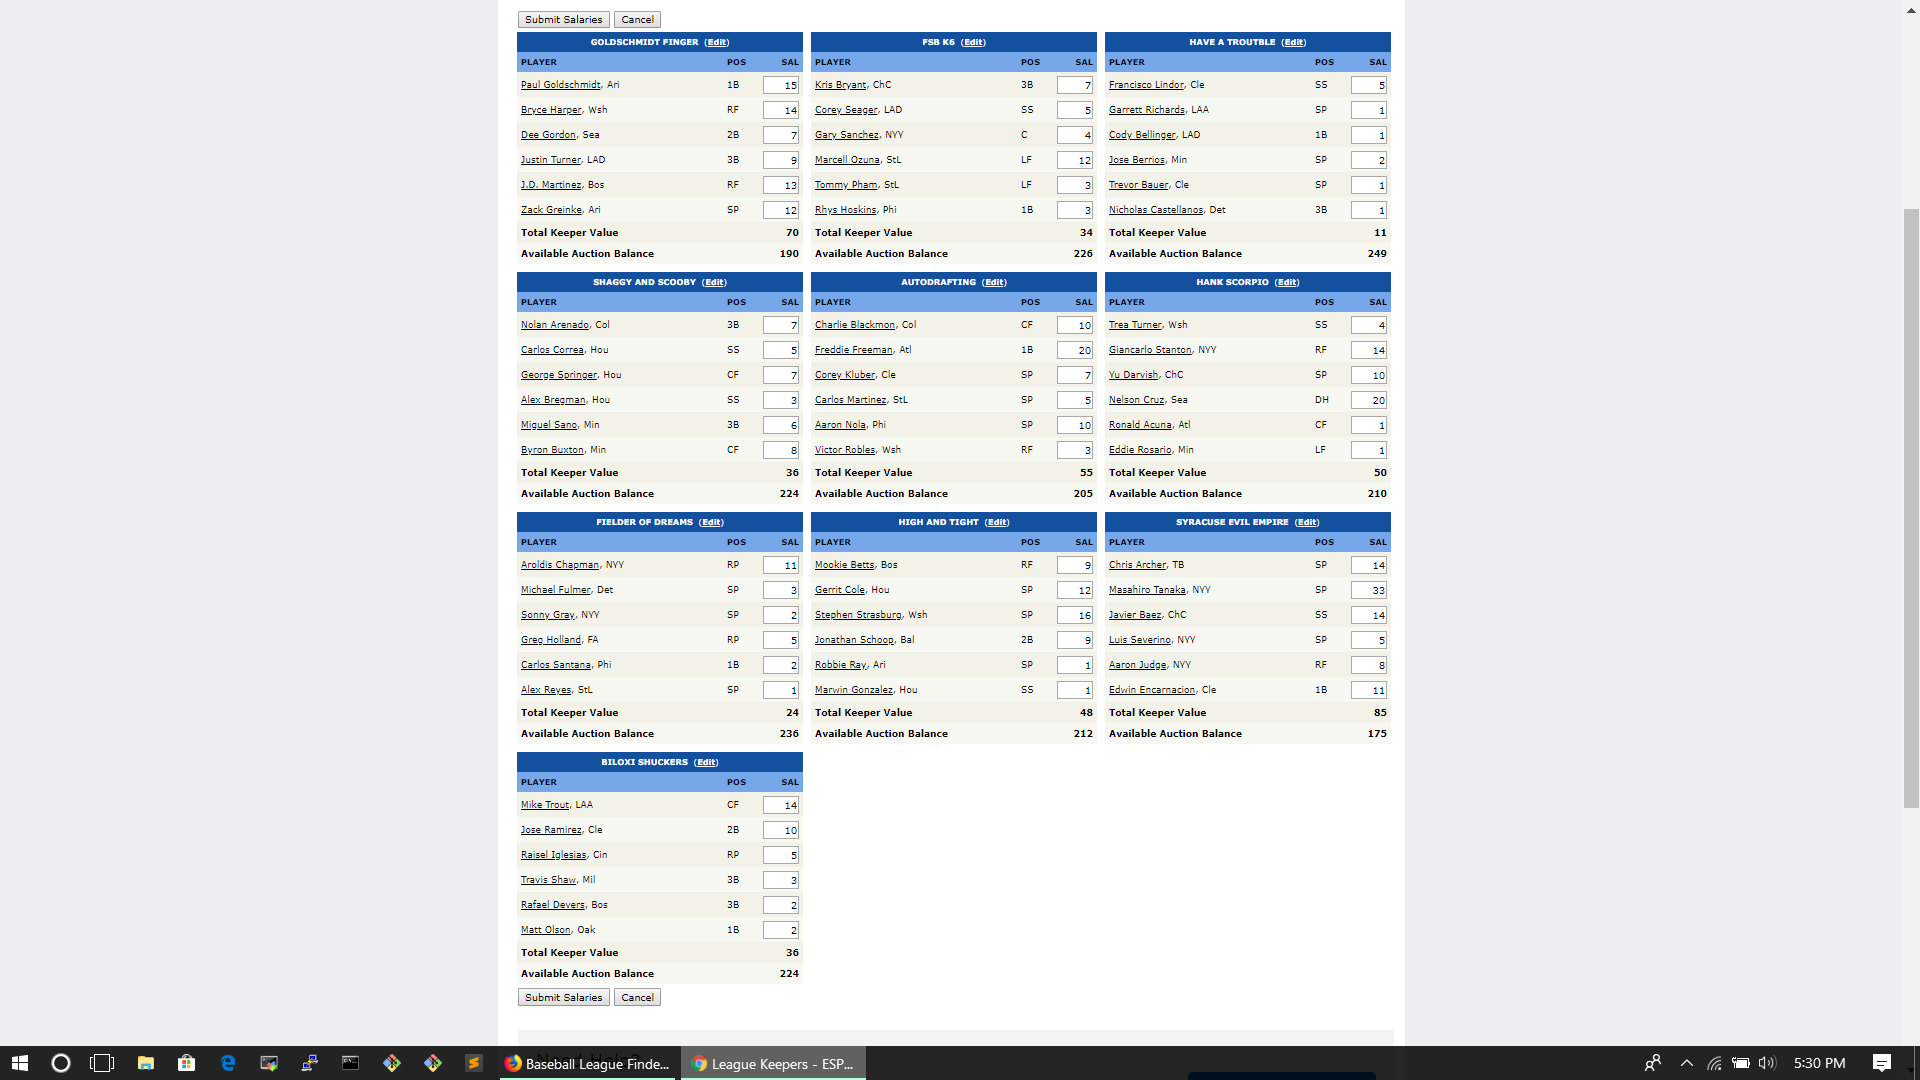 Submit Salaries Cancel
GOLDSCHMIDT FINGER (Edit)
PLAYER POS SAL
Paul Goldschmidt, Ari 1B 15
Bryce Harper, Wsh RF 14
Dee Gordon, Sea 2B 7
Justin Turner, LAD 3B 9
J.D. Martinez, Bos RF 13
Zack Greinke, Ari SP 12
Total Keeper Value 70
Available Auction Balance 190
FSB K6 (Edit)
PLAYER POS SAL
Kris Bryant, ChC 3B 7
Corey Seager, LAD SS 5
Gary Sanchez, NYY C 4
Marcell Ozuna, StL LF 12
Tommy Pham, StL LF 3
Rhys Hoskins, Phi 1B 3
Total Keeper Value 34
Available Auction Balance 226
HAVE A TROUTBLE (Edit)
PLAYER POS SAL
Francisco Lindor, Cle SS 5
Garrett Richards, LAA SP 1
Cody Bellinger, LAD 1B 1
Jose Berrios, Min SP 2
Trevor Bauer, Cle SP 1
Nicholas Castellanos, Det 3B 1
Total Keeper Value 11
Available Auction Balance 249
SHAGGY AND SCOOBY (Edit)
PLAYER POS SAL
Nolan Arenado, Col 3B 7
Carlos Correa, Hou SS 5
George Springer, Hou CF 7
Alex Bregman, Hou SS 3
Miguel Sano, Min 3B 6
Byron Buxton, Min CF 8
Total Keeper Value 36
Available Auction Balance 224
AUTODRAFTING (Edit)
PLAYER POS SAL
Charlie Blackmon, Col CF 10
Freddie Freeman, Atl 1B 20
Corey Kluber, Cle SP 7
Carlos Martinez, StL SP 5
Aaron Nola, Phi SP 10
Victor Robles, Wsh RF 3
Total Keeper Value 55
Available Auction Balance 205
HANK SCORPIO (Edit)
PLAYER POS SAL
Trea Turner, Wsh SS 4
Giancarlo Stanton, NYY RF 14
Yu Darvish, ChC SP 10
Nelson Cruz, Sea DH 20
Ronald Acuna, Atl CF 1
Eddie Rosario, Min LF 1
Total Keeper Value 50
Available Auction Balance 210
FIELDER OF DREAMS (Edit)
PLAYER POS SAL
Aroldis Chapman, NYY RP 11
Michael Fulmer, Det SP 3
Sonny Gray, NYY SP 2
Greg Holland, FA RP 5
Carlos Santana, Phi 1B 2
Alex Reyes, StL SP 1
Total Keeper Value 24
Available Auction Balance 236
HIGH AND TIGHT (Edit)
PLAYER POS SAL
Mookie Betts, Bos RF 9
Gerrit Cole, Hou SP 12
Stephen Strasburg, Wsh SP 16
Jonathan Schoop, Bal 2B 9
Robbie Ray, Ari SP 1
Marwin Gonzalez, Hou SS 1
Total Keeper Value 48
Available Auction Balance 212
SYRACUSE EVIL EMPIRE (Edit)
PLAYER POS SAL
Chris Archer, TB SP 14
Masahiro Tanaka, NYY SP 33
Javier Baez, ChC SS 14
Luis Severino, NYY SP 5
Aaron Judge, NYY RF 8
Edwin Encarnacion, Cle 1B 11
Total Keeper Value 85
Available Auction Balance 175
BILOXI SHUCKERS (Edit)
PLAYER POS SAL
Mike Trout, LAA CF 14
Jose Ramirez, Cle 2B 10
Raisel Iglesias, Cin RP 5
Travis Shaw, Mil 3B 3
Rafael Devers, Bos 3B 2
Matt Olson, Oak 1B 2
Total Keeper Value 36
Available Auction Balance 224
Submit Salaries Cancel
Baseball League Finde... League Keepers - ESP... 5:30 PM